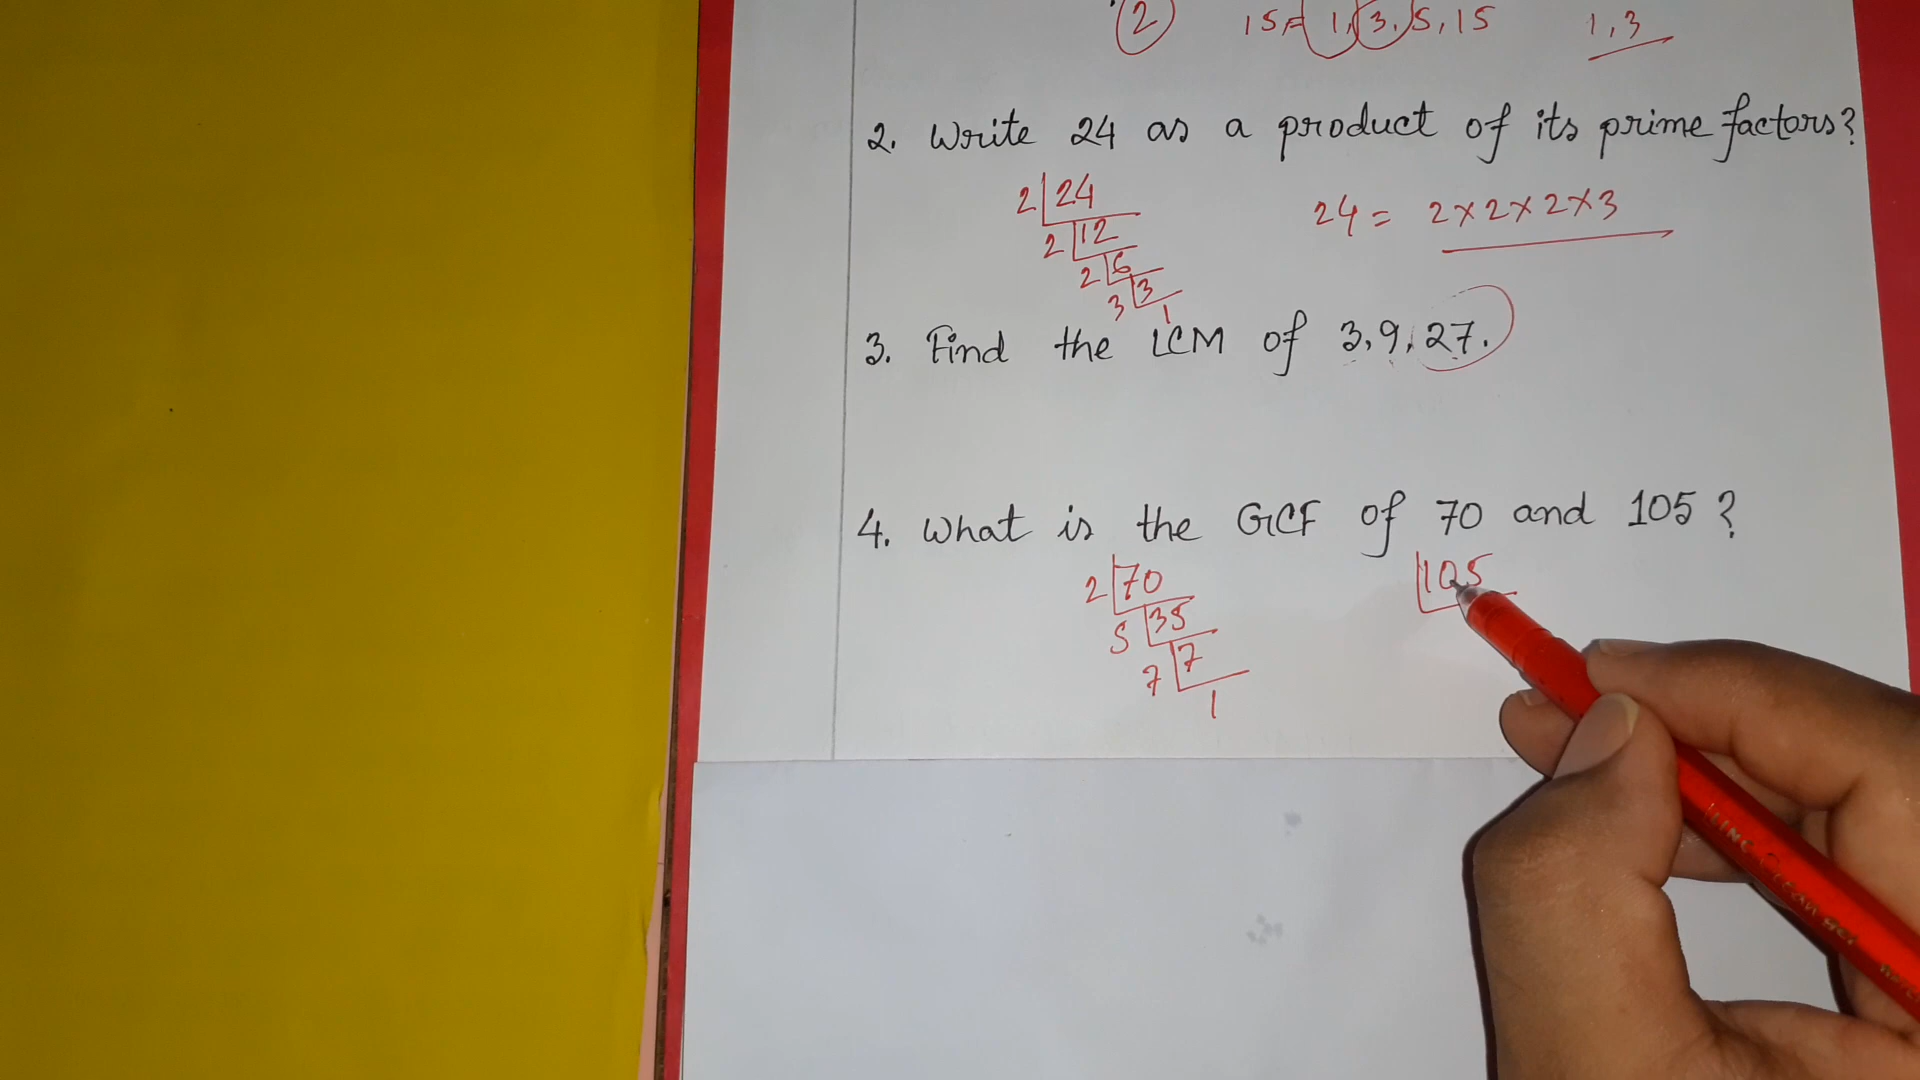 2 15 = 1, 3, 5, 15 1, 3
2. Write 24 as a product of its prime factors?
2 24
24 = 2×2×2×3
2 12
2 6
3 3
1
3. Find the LCM of 3, 9, 27.
4. What is the GCF of 70 and 105 ?
2 70 105
5 35
7 7
1